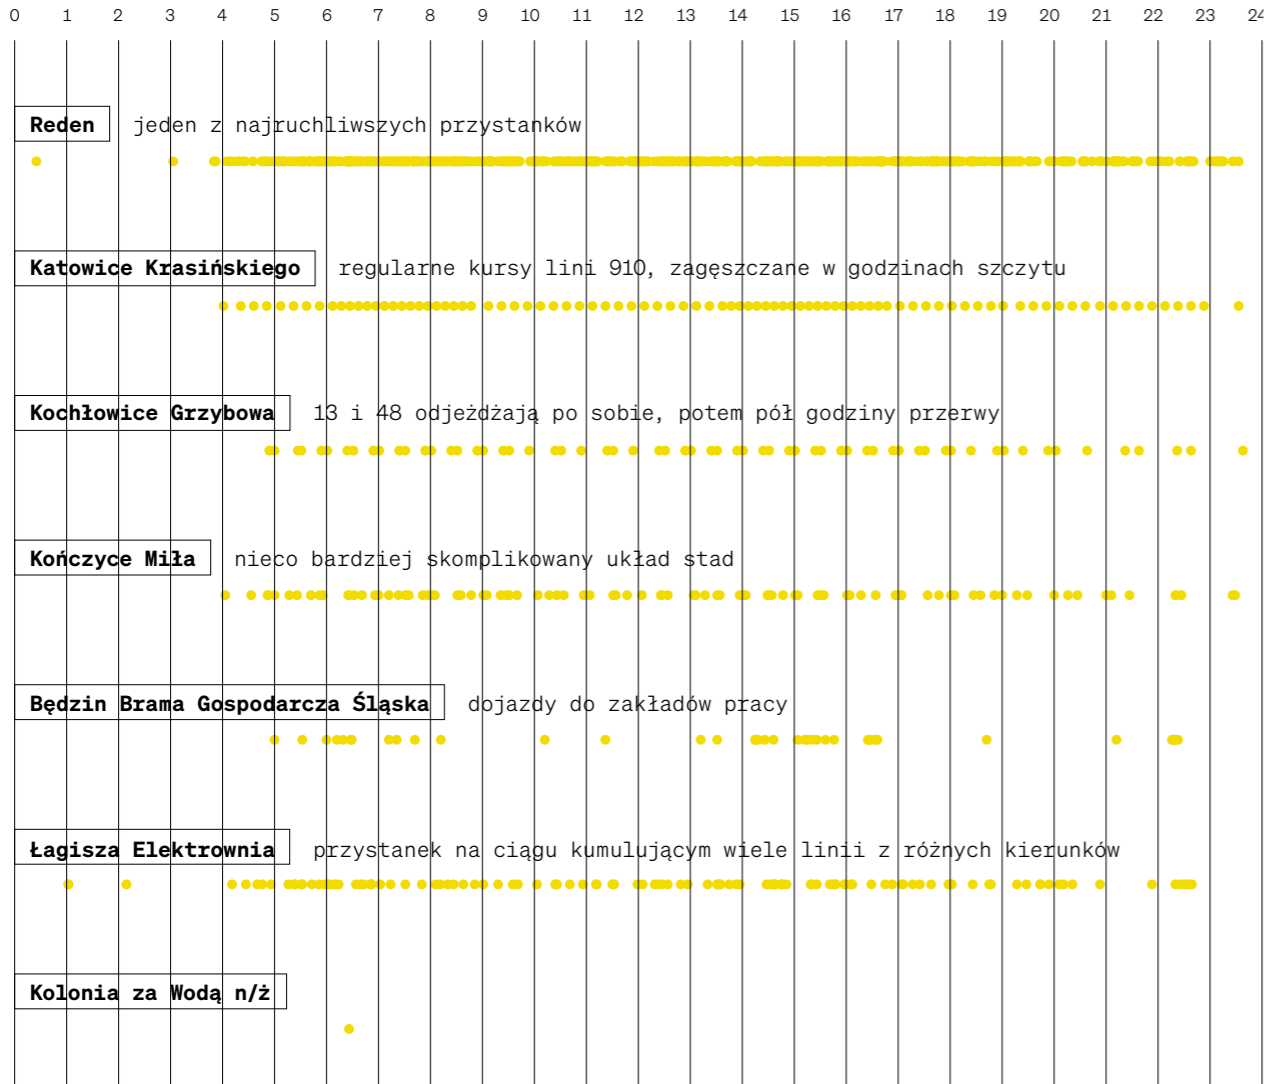 0 1 2 3 4 5 6 7 8 9 10 11 12 13 14 15 16 17 18 19 20 21 22 23 24
Reden jeden z najruchliwszych przystanków
Katowice Krasińskiego regularne kursy lini 910, zagęszczane w godzinach szczytu
Kochłowice Grzybowa 13 i 48 odjeżdżają po sobie, potem pół godziny przerwy
Kończyce Miła nieco bardziej skomplikowany układ stad
Będzin Brama Gospodarcza Śląska dojazdy do zakładów pracy
Łagisza Elektrownia przystanek na ciągu kumulującym wiele linii z różnych kierunków
Kolonia za Wodą n/ż